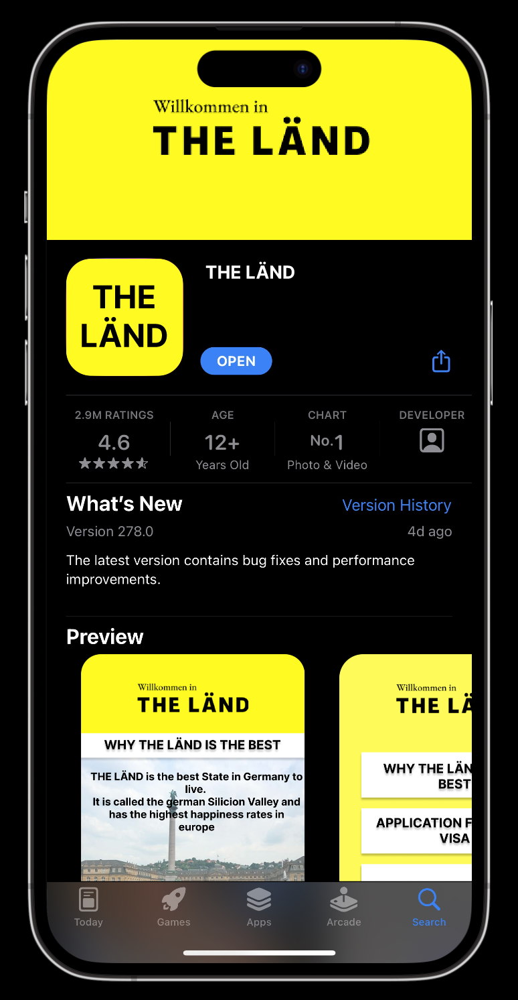 Willkommen in
THE LÄND
THE
LÄND
THE LÄND
OPEN
2.9M RATINGS
4.6
AGE
12+
Years Old
CHART
No.1
Photo & Video
DEVELOPER
What's New
Version History
Version 278.0
4d ago
The latest version contains bug fixes and performance
improvements.
Preview
Willkommen in
THE LÄND
WHY THE LÄND IS THE BEST
THE LÄND is the best State in Germany to
live.
It is called the german Silicion Valley and
has the highest happiness rates in
europe
Willkommen in
THE LÄ
WHY THE LÄN
BEST
APPLICATION F
VISA
Today
Games
Apps
Arcade
Search